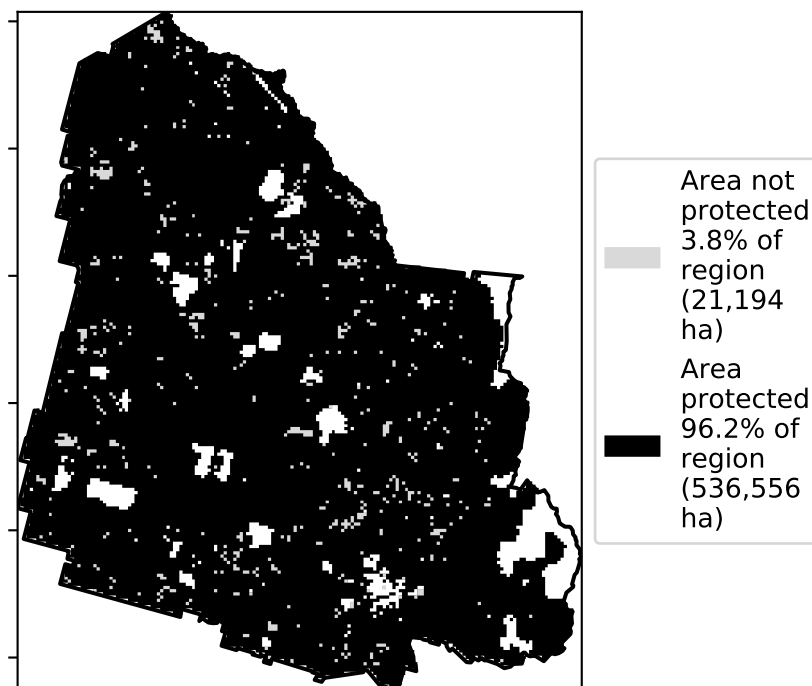 Area not
protected
3.8% of
region
(21,194
ha)
Area
protected
96.2% of
region
(536,556
ha)